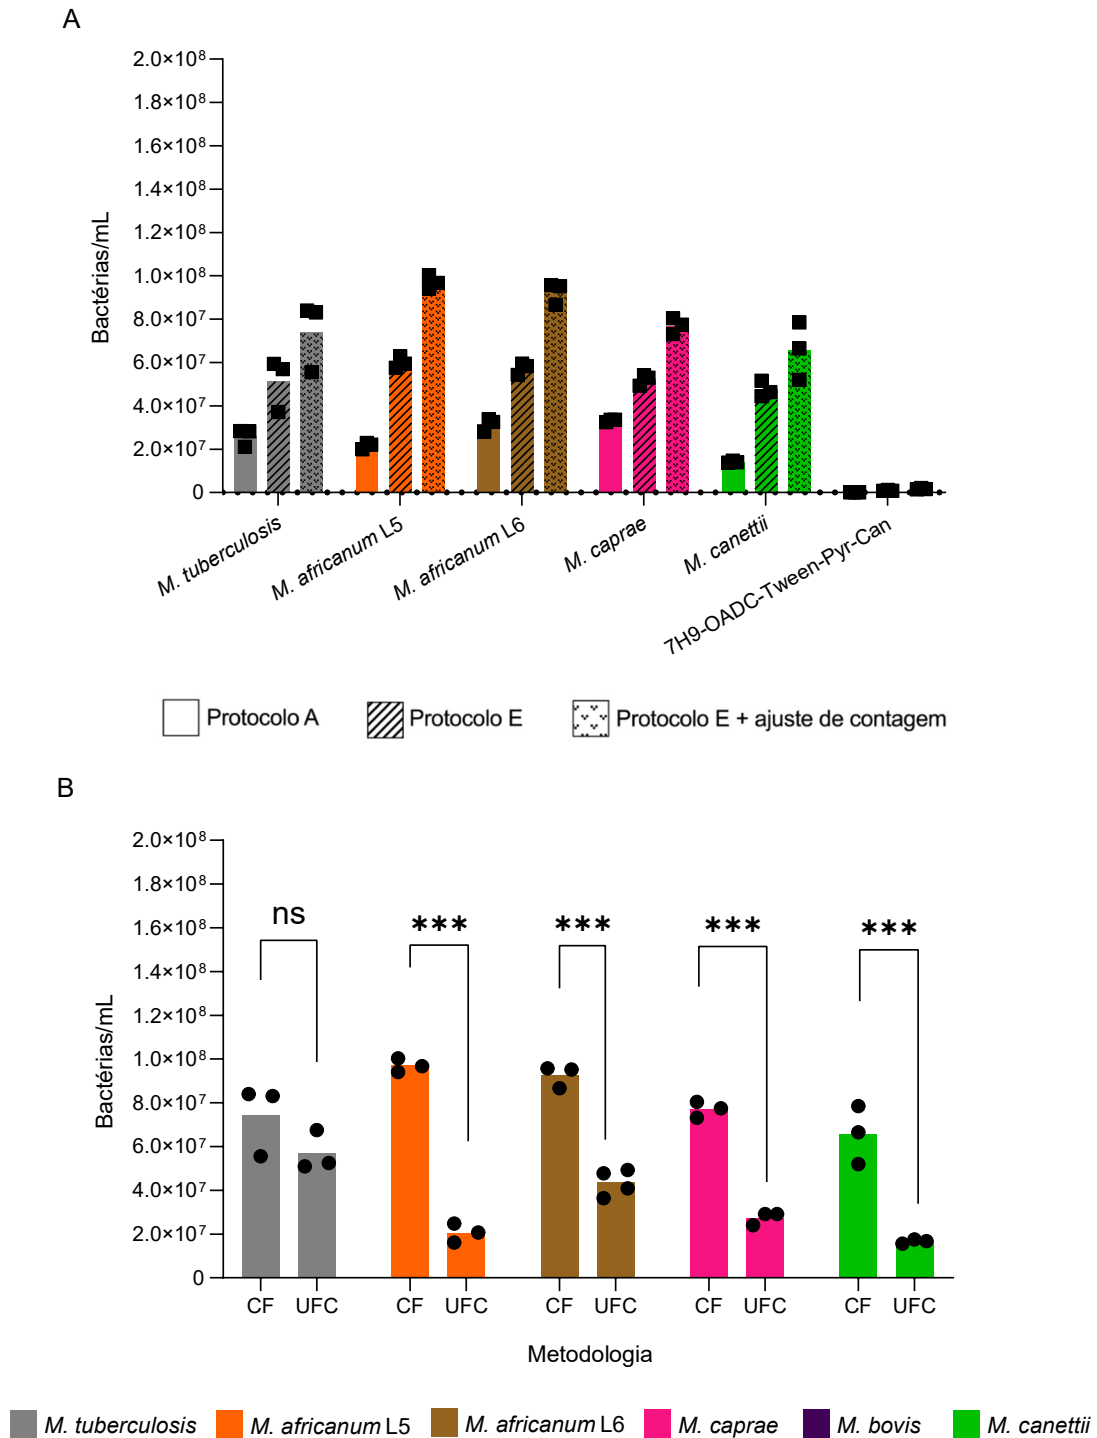 A
2.0×10⁸
1.8×10⁸
1.6×10⁸
1.4×10⁸
1.2×10⁸
1.0×10⁸
8.0×10⁷
6.0×10⁷
4.0×10⁷
2.0×10⁷
0
Bactérias/mL
M. tuberculosis
M. africanum L5
M. africanum L6
M. caprae
M. canettii
7H9-OADC-Tween-Pyr-Can
Protocolo A Protocolo E Protocolo E + ajuste de contagem
B
2.0×10⁸
1.8×10⁸
1.6×10⁸
1.4×10⁸
1.2×10⁸
1.0×10⁸
8.0×10⁷
6.0×10⁷
4.0×10⁷
2.0×10⁷
0
Bactérias/mL
ns *** *** *** ***
CF UFC CF UFC CF UFC CF UFC CF UFC
Metodologia
M. tuberculosis M. africanum L5 M. africanum L6 M. caprae M. bovis M. canettii